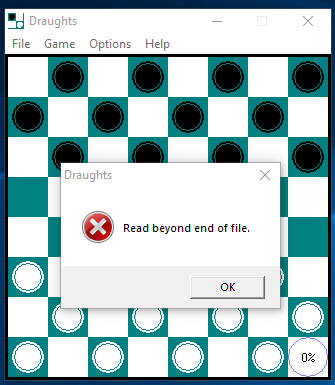 Draughts
File Game Options Help
Draughts
Read beyond end of file.
OK
0%